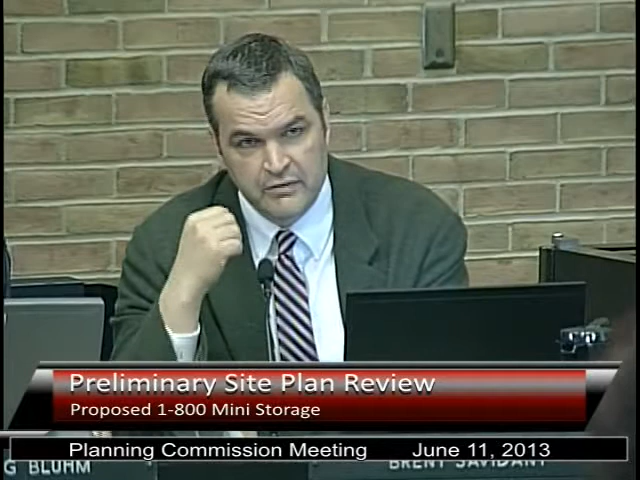 Preliminary Site Plan Review
Proposed 1-800 Mini Storage
Planning Commission Meeting June 11, 2013
G BLUHM
BRENT SAVIDANT